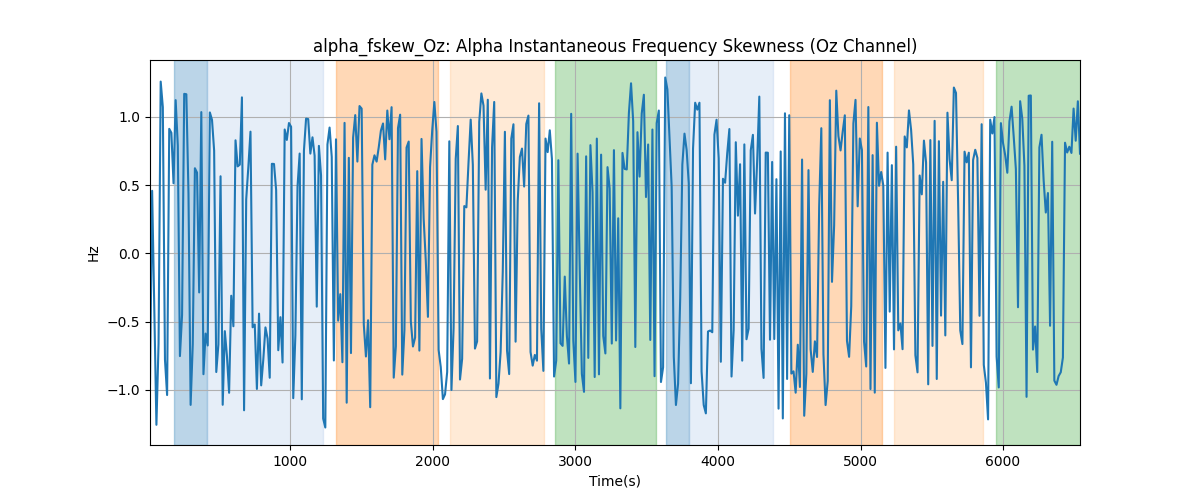 alpha_fskew_Oz: Alpha Instantaneous Frequency Skewness (Oz Channel)
1.0
0.5
0.0
−0.5
−1.0
Hz
1000 2000 3000 4000 5000 6000
Time(s)